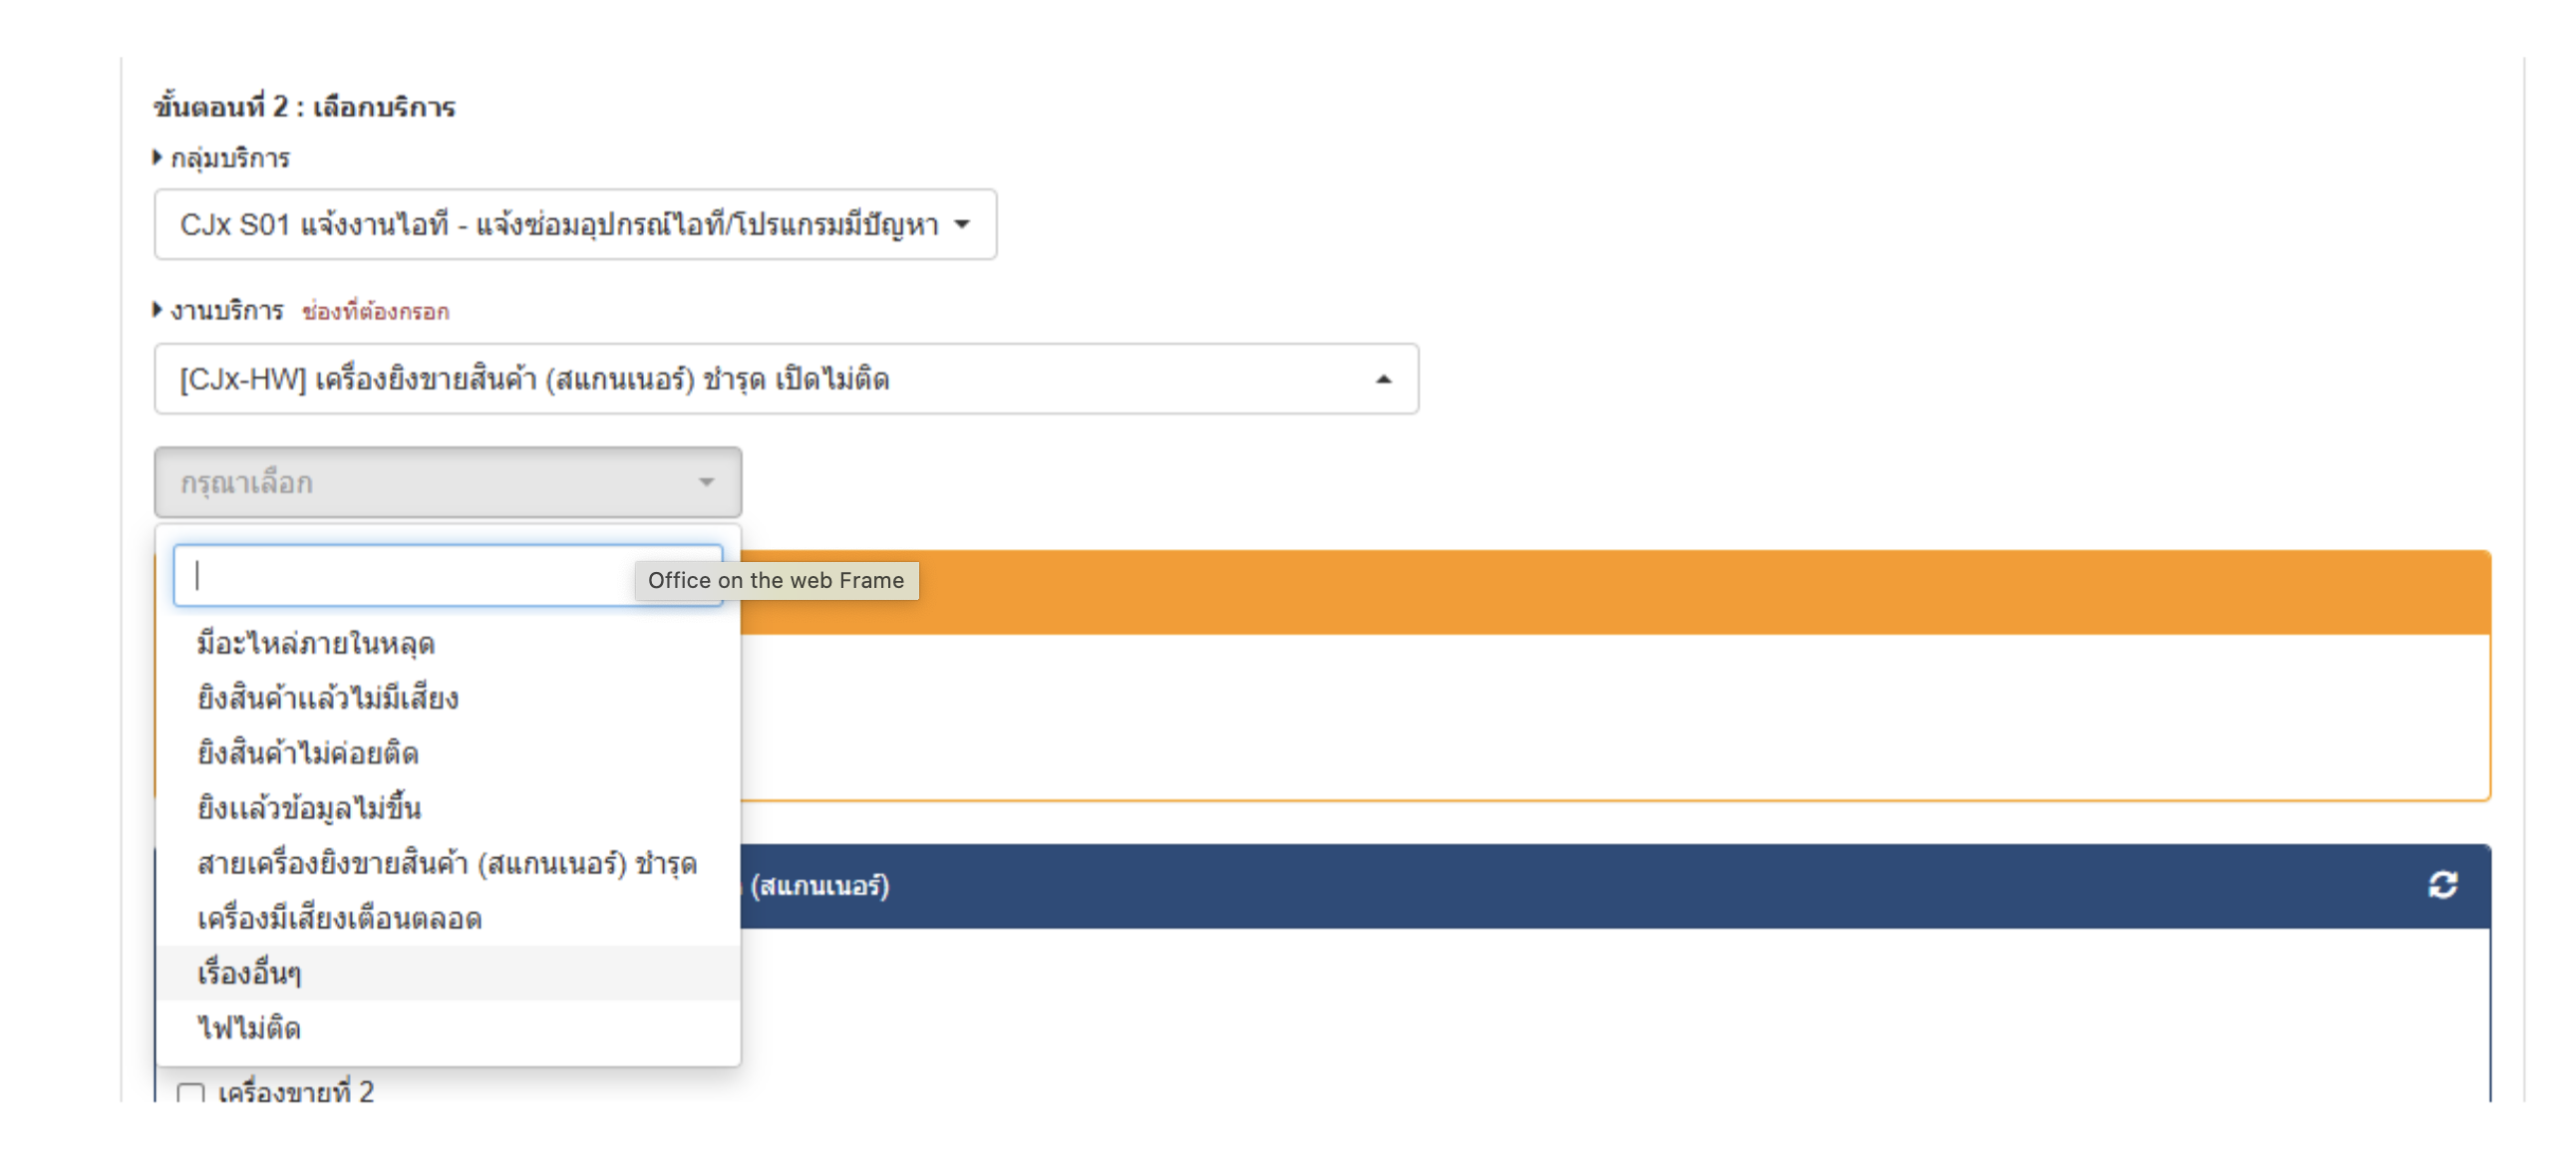 ขั้นตอนที่ 2 : เลือกบริการ
กลุ่มบริการ
CJx S01 แจ้งงานไอที - แจ้งซ่อมอุปกรณ์ไอที/โปรแกรมมีปัญหา
งานบริการ ช่องที่ต้องกรอก
[CJx-HW] เครื่องยิงขายสินค้า (สแกนเนอร์) ชำรุด เปิดไม่ติด
กรุณาเลือก
Office on the web Frame
มีอะไหล่ภายในหลุด
ยิงสินค้าแล้วไม่มีเสียง
ยิงสินค้าไม่ค่อยติด
ยิงแล้วข้อมูลไม่ขึ้น
สายเครื่องยิงขายสินค้า (สแกนเนอร์) ชำรุด
(สแกนเนอร์)
เครื่องมีเสียงเตือนตลอด
เรื่องอื่นๆ
ไฟไม่ติด
เครื่องขายที่ 2